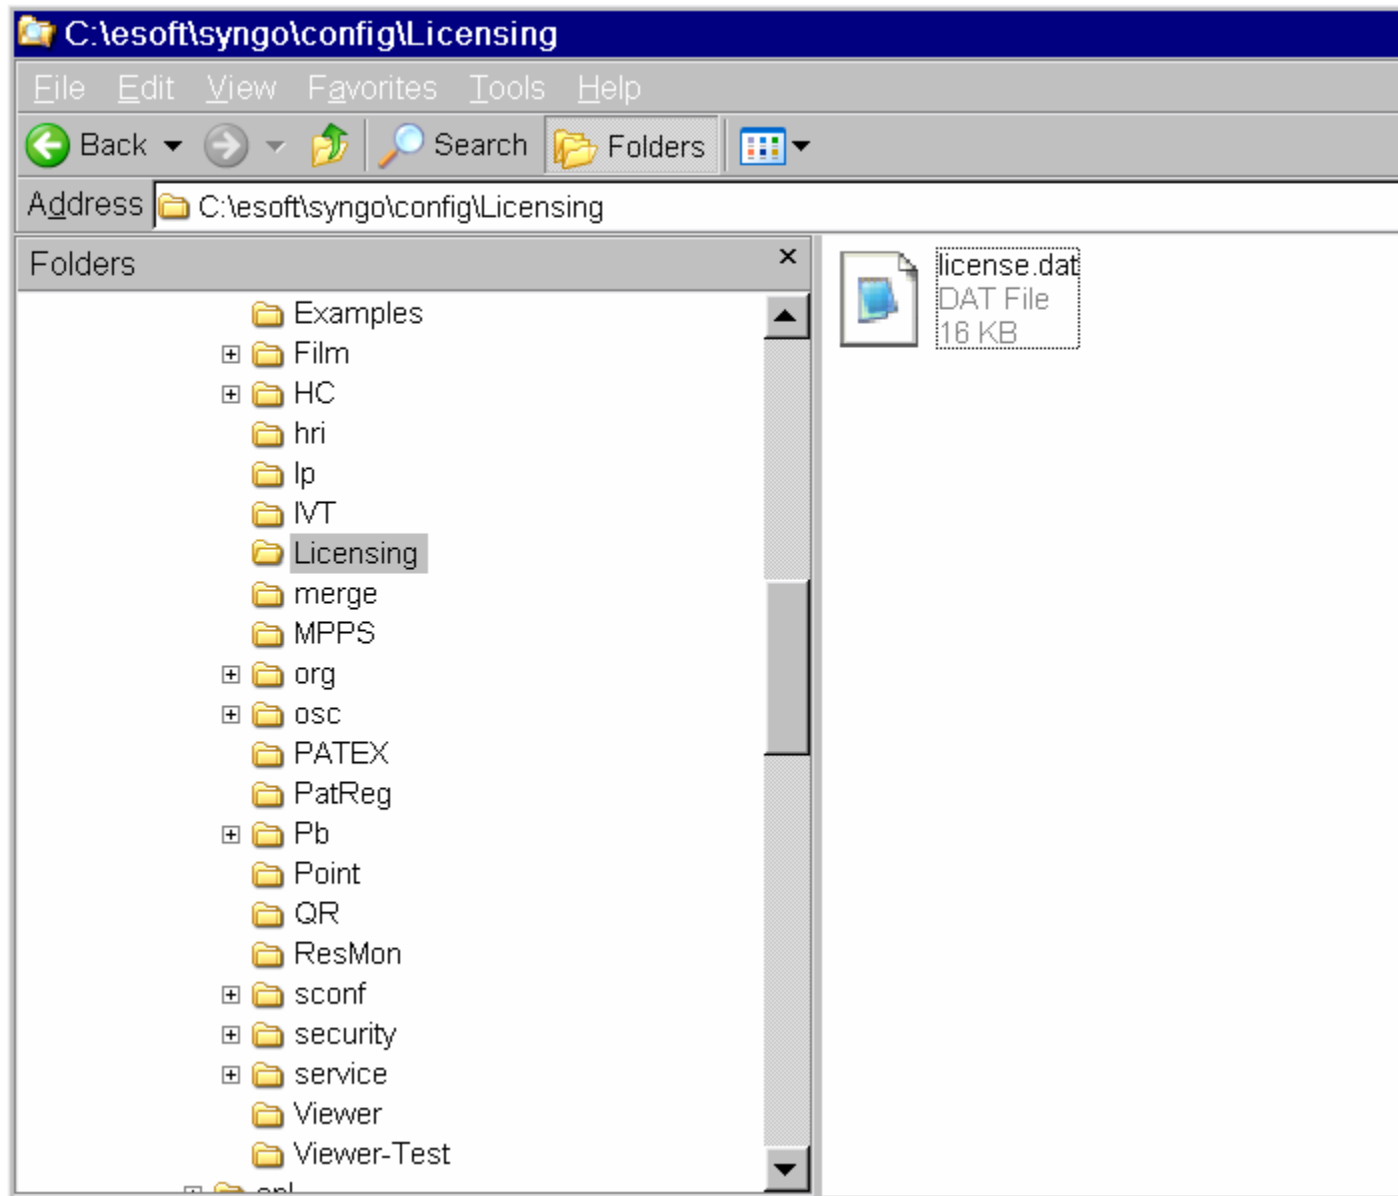 C:\esoft\syngo\config\Licensing
File Edit View Favorites Tools Help
Back Search Folders
Address C:\esoft\syngo\config\Licensing
Folders
Examples
Film
HC
hri
Ip
IVT
Licensing
merge
MPPS
org
osc
PATEX
PatReg
Pb
Point
QR
ResMon
sconf
security
service
Viewer
Viewer-Test
license.dat
DAT File
16 KB